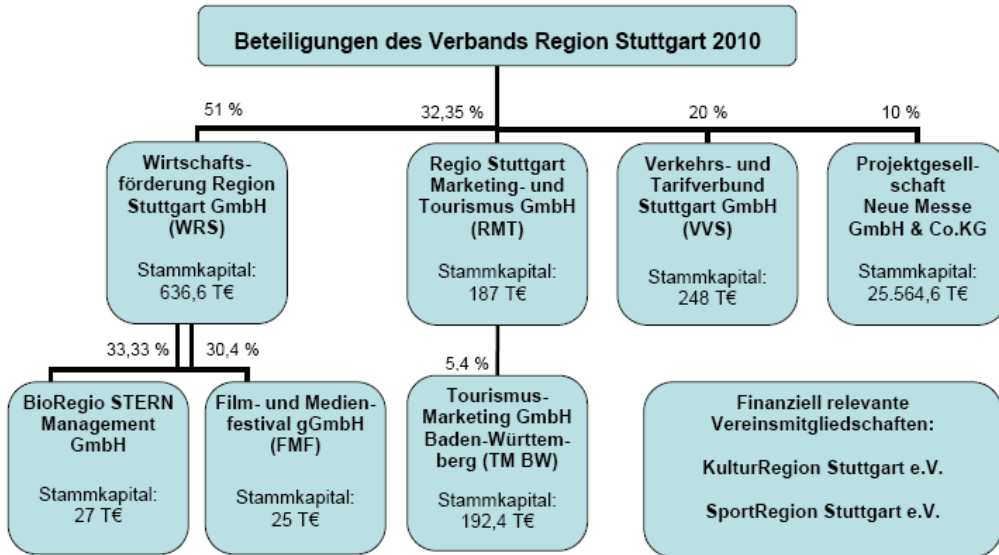 Beteiligungen des Verbands Region Stuttgart 2010
51 %
32,35 %
20 %
10 %
Wirtschafts-
förderung Region
Stuttgart GmbH
(WRS)
Stammkapital:
636,6 T€
Regio Stuttgart
Marketing- und
Tourismus GmbH
(RMT)
Stammkapital:
187 T€
Verkehrs- und
Tarifverbund
Stuttgart GmbH
(VVS)
Stammkapital:
248 T€
Projektgesell-
schaft
Neue Messe
GmbH & Co.KG
Stammkapital:
25.564,6 T€
33,33 %
30,4 %
5,4 %
BioRegio STERN
Management
GmbH
Stammkapital:
27 T€
Film- und Medien-
festival gGmbH
(FMF)
Stammkapital:
25 T€
Tourismus-
Marketing GmbH
Baden-Württem-
berg (TM BW)
Stammkapital:
192,4 T€
Finanziell relevante
Vereinsmitgliedschaften:
KulturRegion Stuttgart e.V.
SportRegion Stuttgart e.V.